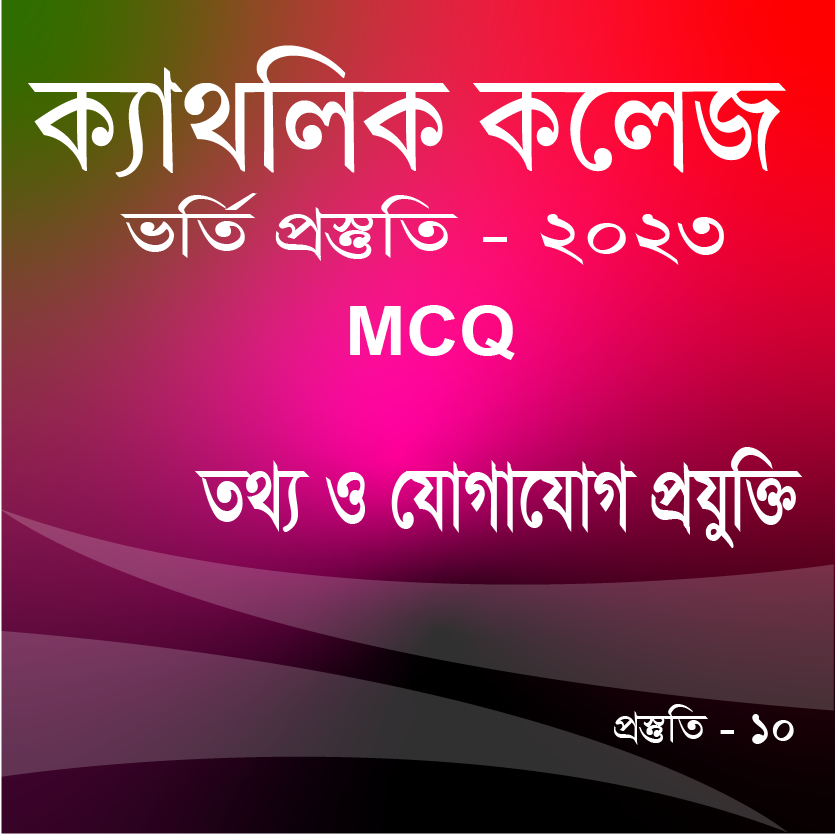 ক্যাথলিক কলেজ
ভর্তি প্রস্তুতি - ২০২৩
MCQ
তথ্য ও যোগাযোগ প্রযুক্তি
প্রস্তুতি - ১০